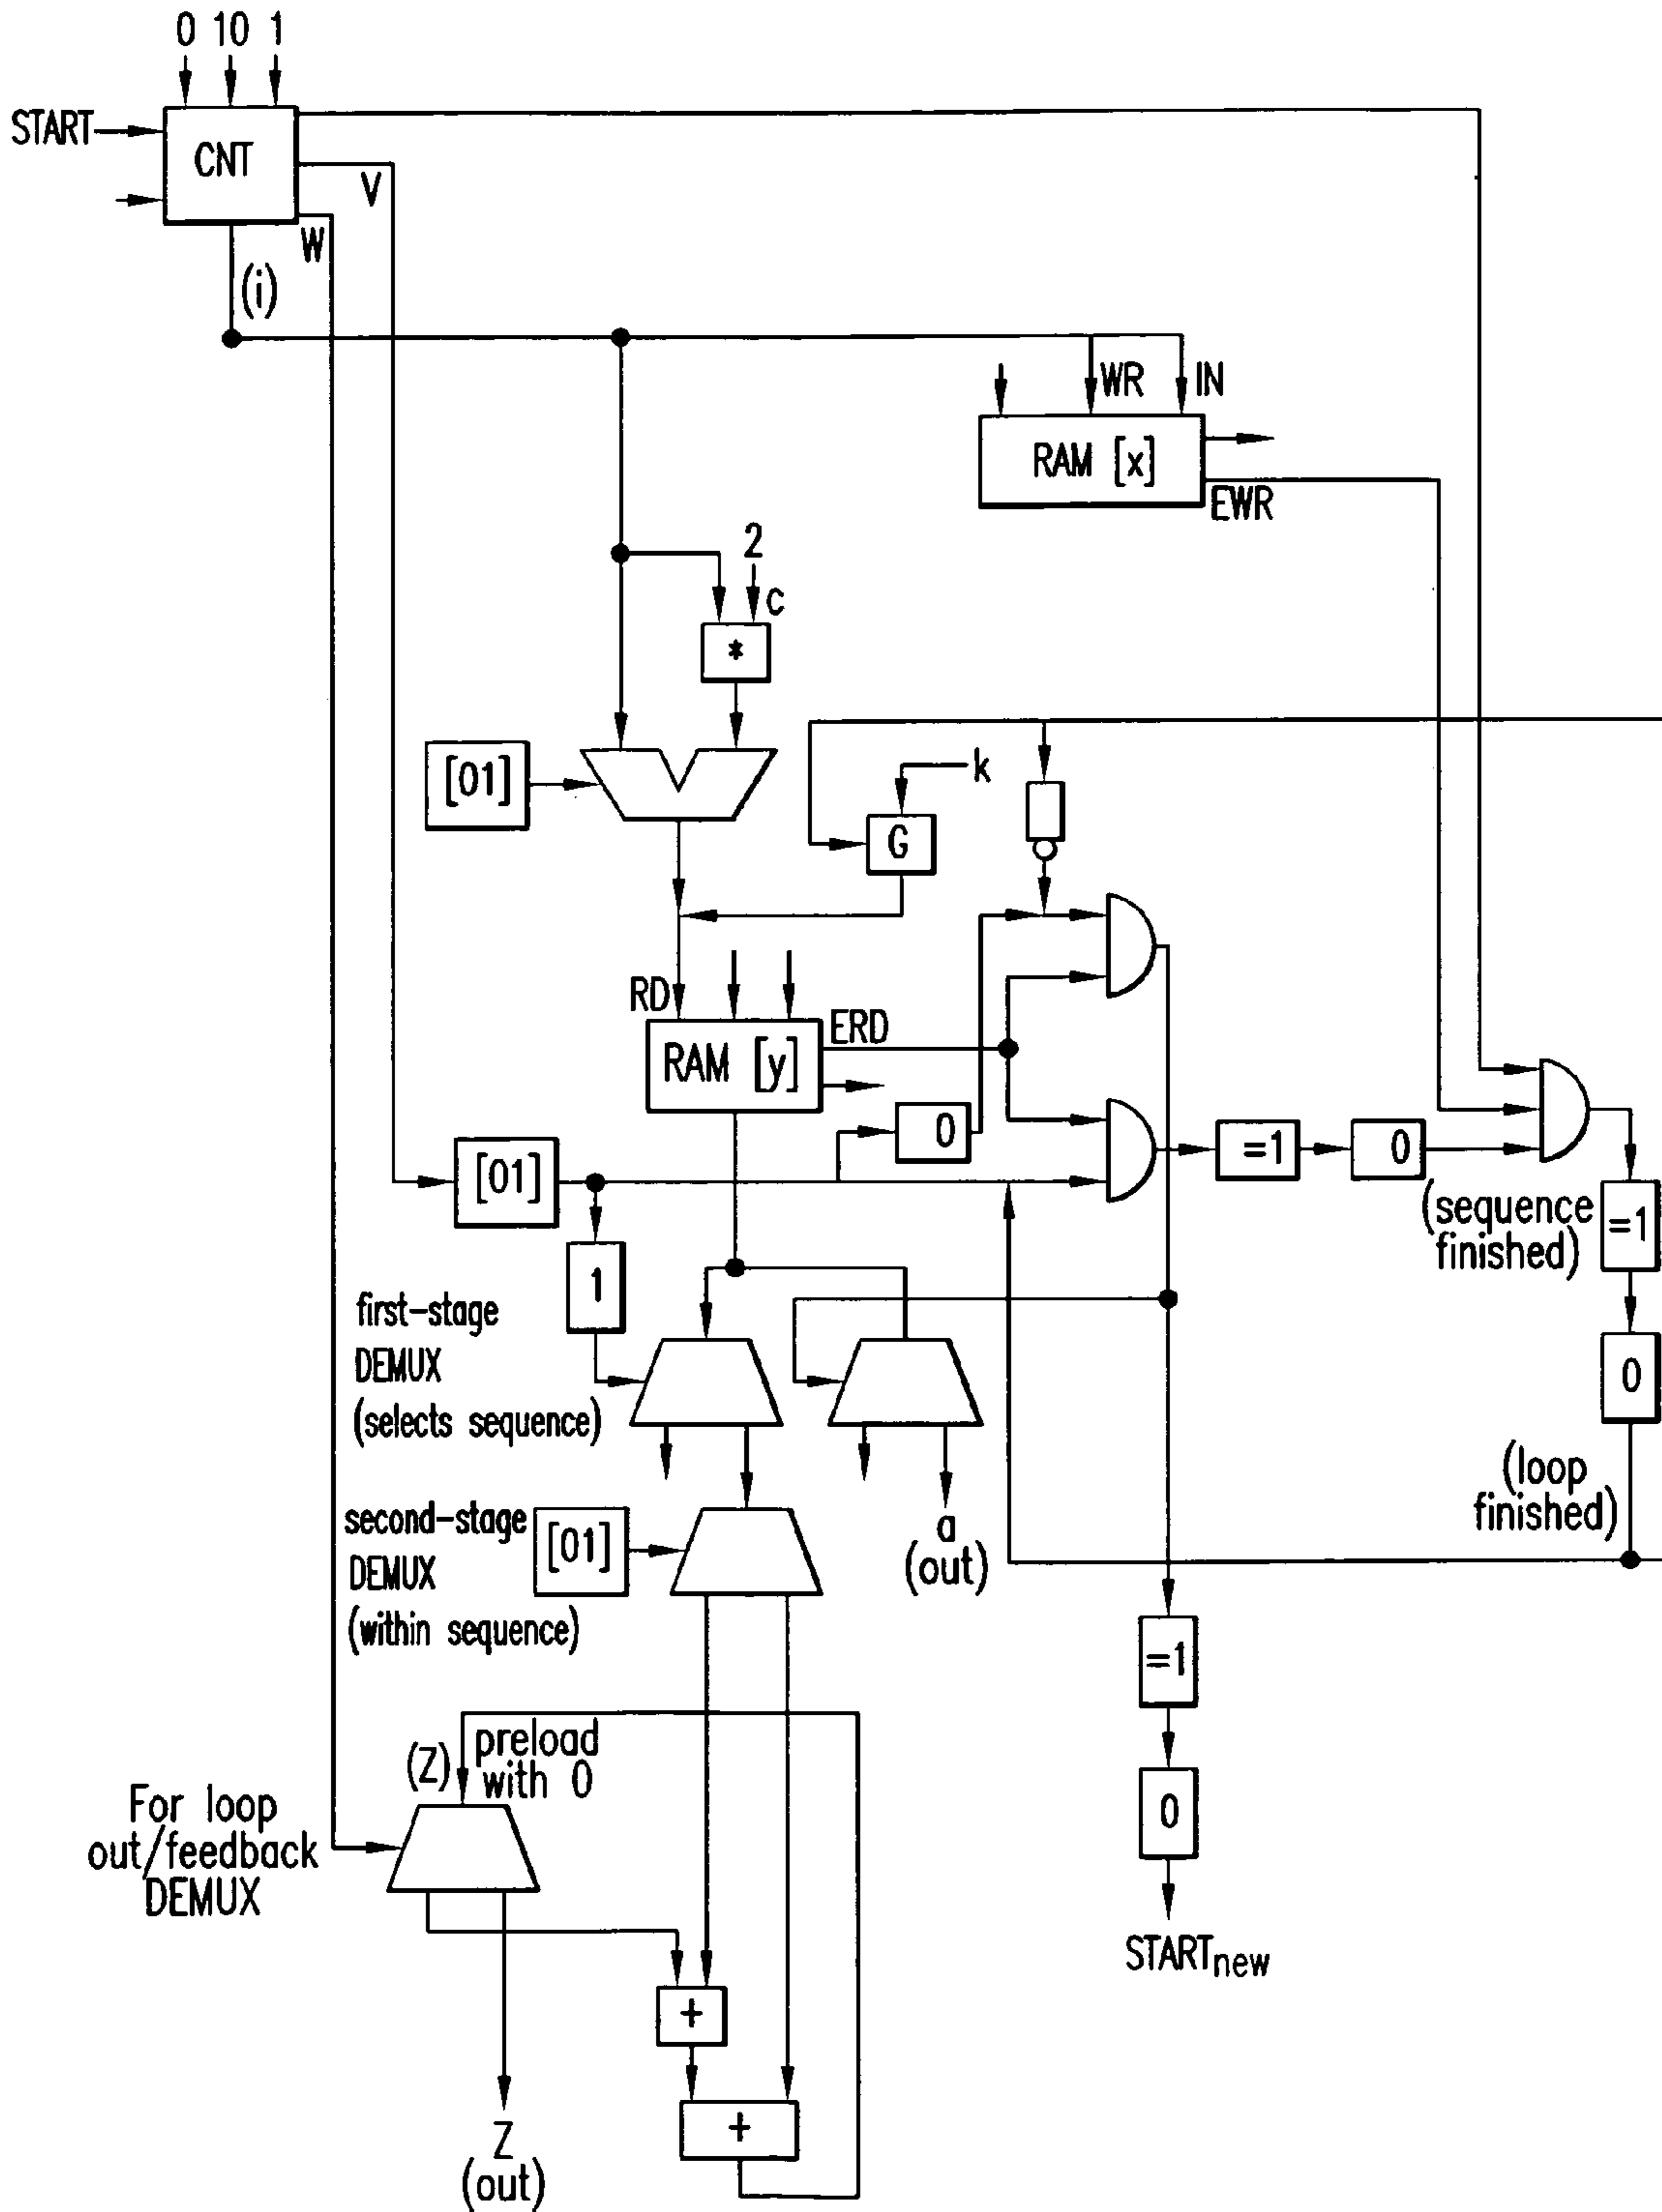 0 10 1
START
CNT
V
W
(i)
WR
IN
RAM [x]
EWR
2
c
*
[01]
k
G
RD
ERD
RAM [y]
0
[01]
=1
0
(sequence
finished)
=1
1
first-stage
DEMUX
(selects sequence)
0
(loop
finished)
second-stage
DEMUX
(within sequence)
[01]
a
(out)
=1
(Z)
preload
with 0
0
For loop
out/feedback
DEMUX
STARTnew
+
+
Z
(out)